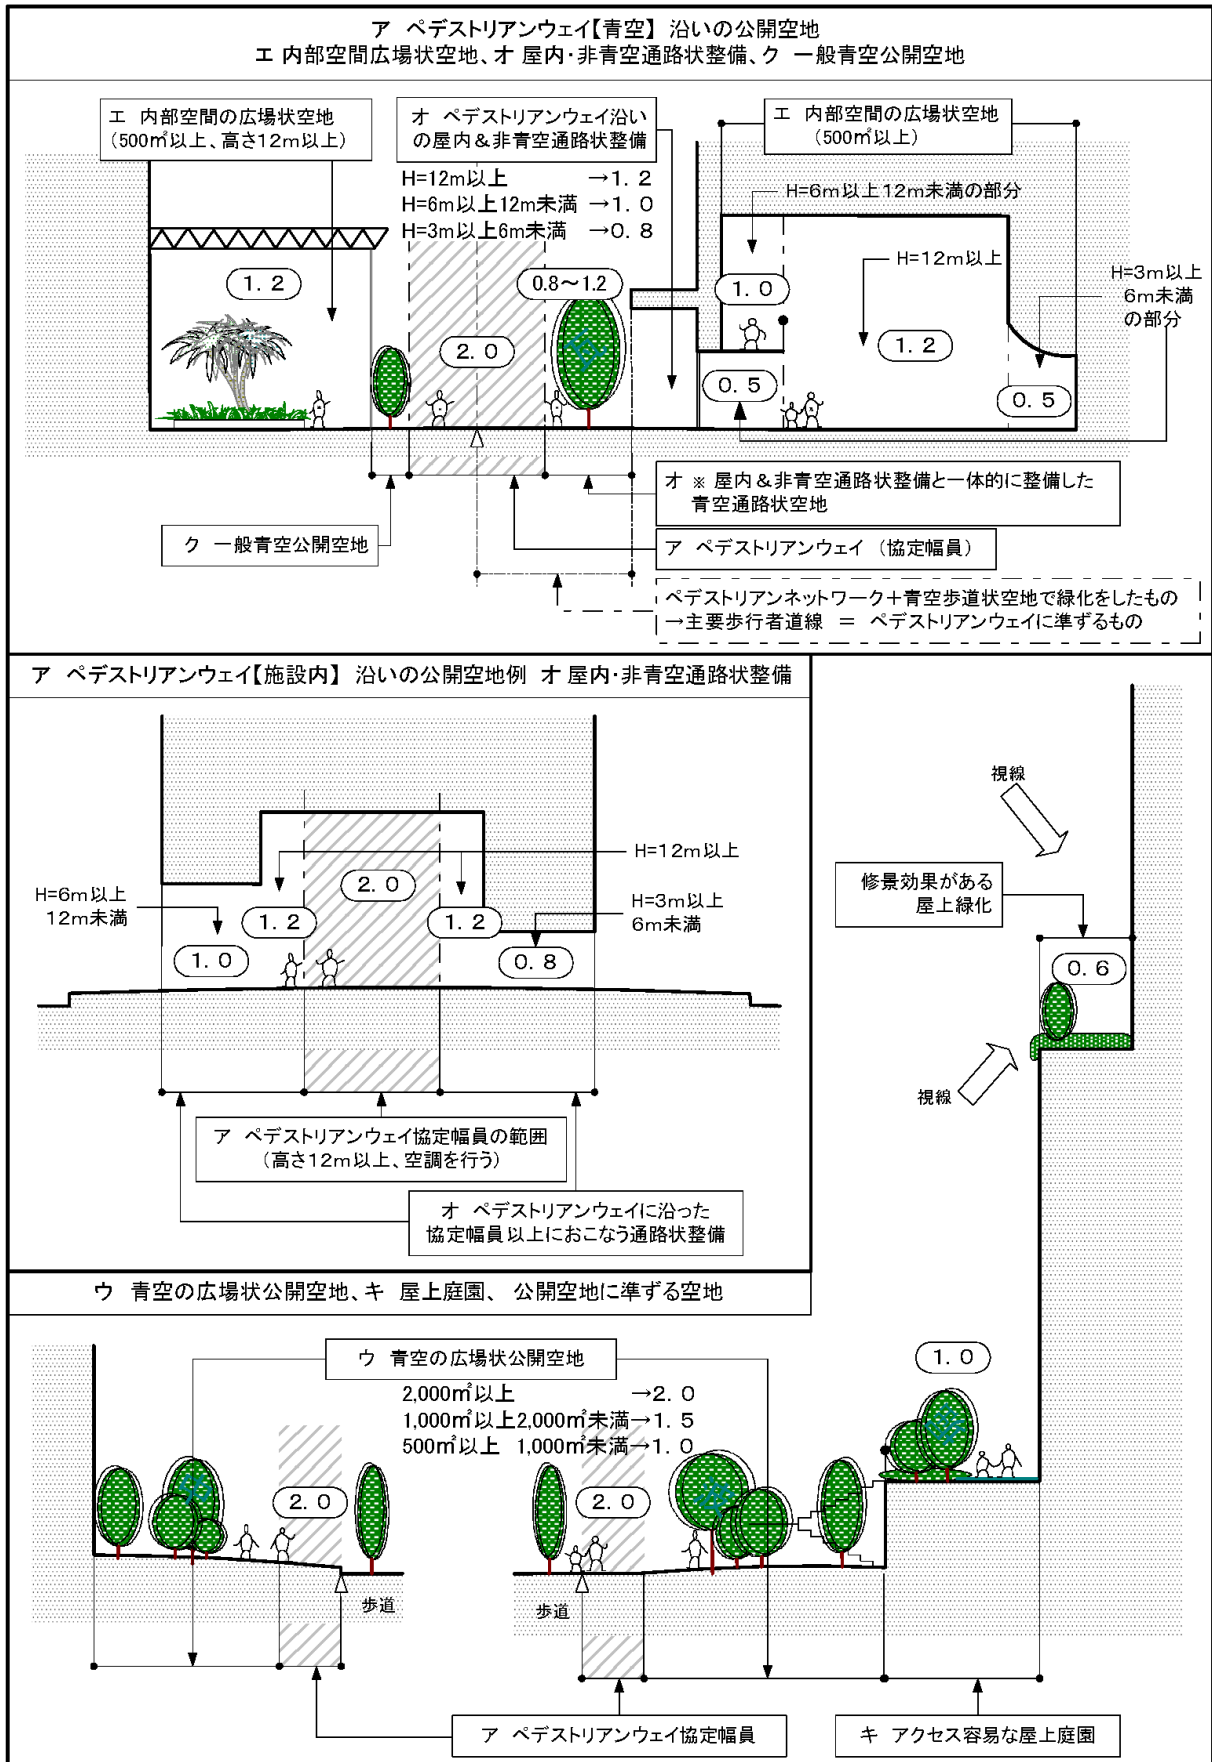 ア ペデストリアンウェイ【青空】 沿いの公開空地
エ 内部空間広場状空地、オ 屋内・非青空通路状整備、ク 一般青空公開空地
エ 内部空間の広場状空地
(500㎡以上、高さ12m以上)
オ ペデストリアンウェイ沿い
の屋内&非青空通路状整備
H=12m以上 →1.2
H=6m以上12m未満 →1.0
H=3m以上6m未満 →0.8
エ 内部空間の広場状空地
(500㎡以上)
H=6m以上12m未満の部分
H=12m以上
H=3m以上
6m未満
の部分
1.2
2.0
0.8~1.2
1.0
0.5
1.2
0.5
オ ※ 屋内&非青空通路状整備と一体的に整備した
青空通路状空地
ク 一般青空公開空地
ア ペデストリアンウェイ (協定幅員)
ペデストリアンネットワーク+青空歩道状空地で緑化をしたもの
→主要歩行者道線 = ペデストリアンウェイに準ずるもの
ア ペデストリアンウェイ【施設内】 沿いの公開空地例 オ 屋内・非青空通路状整備
H=12m以上
H=6m以上
12m未満
H=3m以上
6m未満
2.0
1.2
1.2
1.0
0.8
ア ペデストリアンウェイ協定幅員の範囲
(高さ12m以上、空調を行う)
オ ペデストリアンウェイに沿った
協定幅員以上におこなう通路状整備
視線
修景効果がある
屋上緑化
0.6
視線
ウ 青空の広場状公開空地、キ 屋上庭園、 公開空地に準ずる空地
ウ 青空の広場状公開空地
2,000㎡以上 →2.0
1,000㎡以上2,000㎡未満→1.5
500㎡以上 1,000㎡未満→1.0
1.0
2.0
2.0
歩道
歩道
ア ペデストリアンウェイ協定幅員
キ アクセス容易な屋上庭園